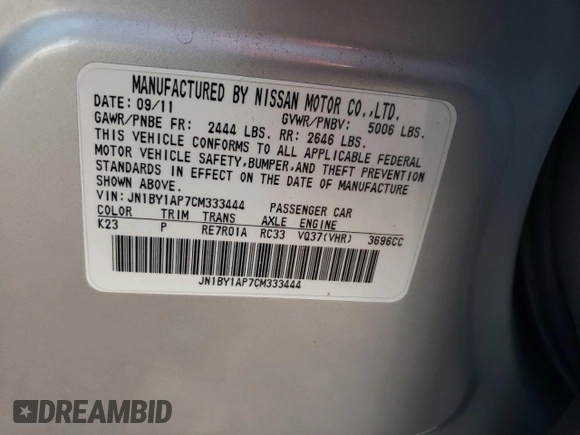 MANUFACTURED BY NISSAN MOTOR CO.,LTD.
DATE: 09/11 GVWR/PNBV: 5006 LBS.
GAWR/PNBE FR: 2444 LBS. RR: 2646 LBS.
THIS VEHICLE CONFORMS TO ALL APPLICABLE FEDERAL
MOTOR VEHICLE SAFETY,BUMPER,AND THEFT PREVENTION
STANDARDS IN EFFECT ON THE DATE OF MANUFACTURE
SHOWN ABOVE.
VIN: JN1BY1AP7CM333444 PASSENGER CAR
COLOR TRIM TRANS AXLE ENGINE
K23 P RE7R01A RC33 VQ37(VHR) 3696CC
JN1BY1AP7CM333444
DREAMBID